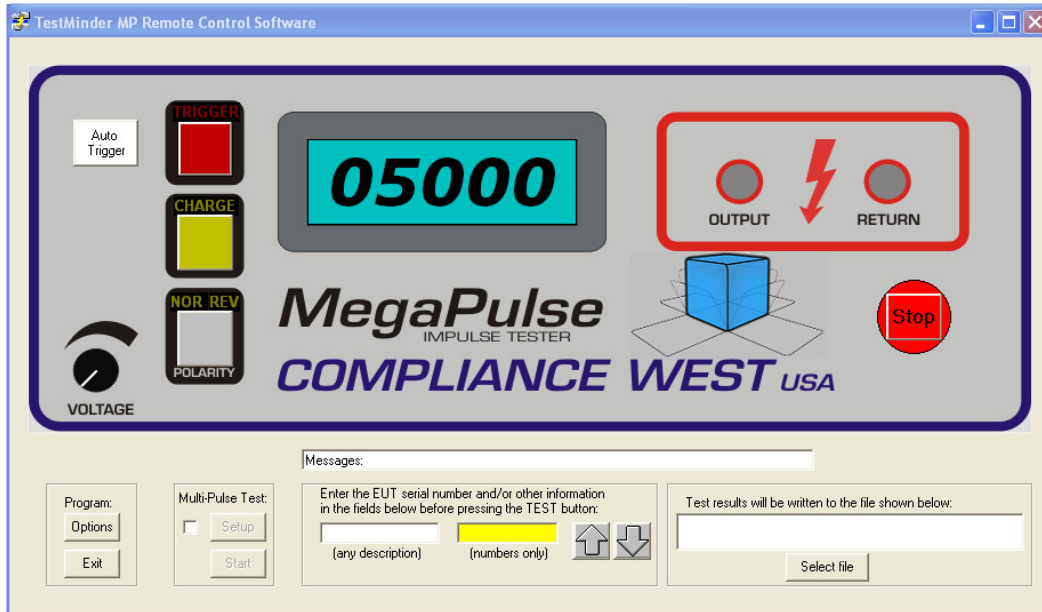 TestMinder MP Remote Control Software
Auto
Trigger
TRIGGER
CHARGE
NOR REV
POLARITY
VOLTAGE
05000
OUTPUT
RETURN
MegaPulse
IMPULSE TESTER
COMPLIANCE WEST USA
Stop
Messages:
Program:
Options
Exit
Multi-Pulse Test:
Setup
Start
Enter the EUT serial number and/or other information
in the fields below before pressing the TEST button:
(any description)
(numbers only)
Test results will be written to the file shown below:
Select file